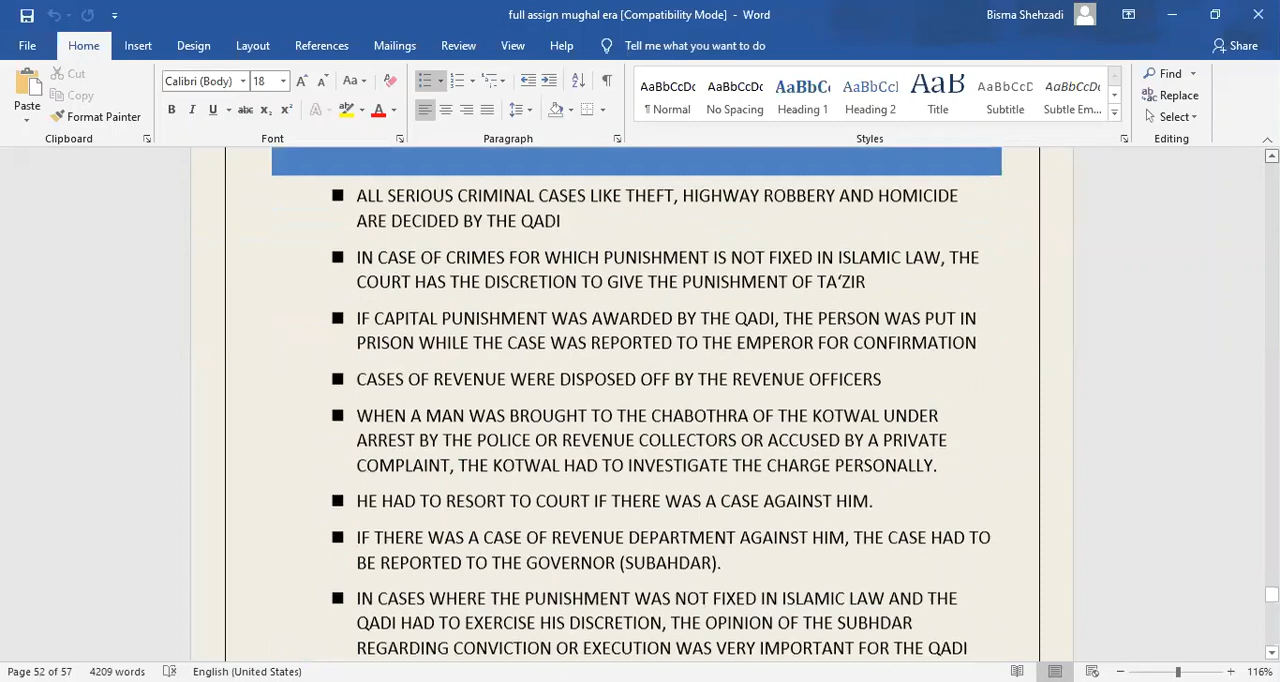 full assign mughal era [Compatibility Mode] - Word
Bisma Shehzadi
File Home Insert Design Layout References Mailings Review View Help Tell me what you want to do Share
Paste
Cut
Copy
Format Painter
Clipboard
Calibri (Body) 18
Font
Paragraph
AaBbCcDc AaBbCcDc AaBbC AaBbCc AaB AaBbCcD AaBbCcDc
¶ Normal No Spacing Heading 1 Heading 2 Title Subtitle Subtle Em...
Styles
Find
Replace
Select
Editing
■ ALL SERIOUS CRIMINAL CASES LIKE THEFT, HIGHWAY ROBBERY AND HOMICIDE
ARE DECIDED BY THE QADI
■ IN CASE OF CRIMES FOR WHICH PUNISHMENT IS NOT FIXED IN ISLAMIC LAW, THE
COURT HAS THE DISCRETION TO GIVE THE PUNISHMENT OF TA‘ZIR
■ IF CAPITAL PUNISHMENT WAS AWARDED BY THE QADI, THE PERSON WAS PUT IN
PRISON WHILE THE CASE WAS REPORTED TO THE EMPEROR FOR CONFIRMATION
■ CASES OF REVENUE WERE DISPOSED OFF BY THE REVENUE OFFICERS
■ WHEN A MAN WAS BROUGHT TO THE CHABOTHRA OF THE KOTWAL UNDER
ARREST BY THE POLICE OR REVENUE COLLECTORS OR ACCUSED BY A PRIVATE
COMPLAINT, THE KOTWAL HAD TO INVESTIGATE THE CHARGE PERSONALLY.
■ HE HAD TO RESORT TO COURT IF THERE WAS A CASE AGAINST HIM.
■ IF THERE WAS A CASE OF REVENUE DEPARTMENT AGAINST HIM, THE CASE HAD TO
BE REPORTED TO THE GOVERNOR (SUBAHDAR).
■ IN CASES WHERE THE PUNISHMENT WAS NOT FIXED IN ISLAMIC LAW AND THE
QADI HAD TO EXERCISE HIS DISCRETION, THE OPINION OF THE SUBHDAR
REGARDING CONVICTION OR EXECUTION WAS VERY IMPORTANT FOR THE QADI
Page 52 of 57 4209 words English (United States) 116%